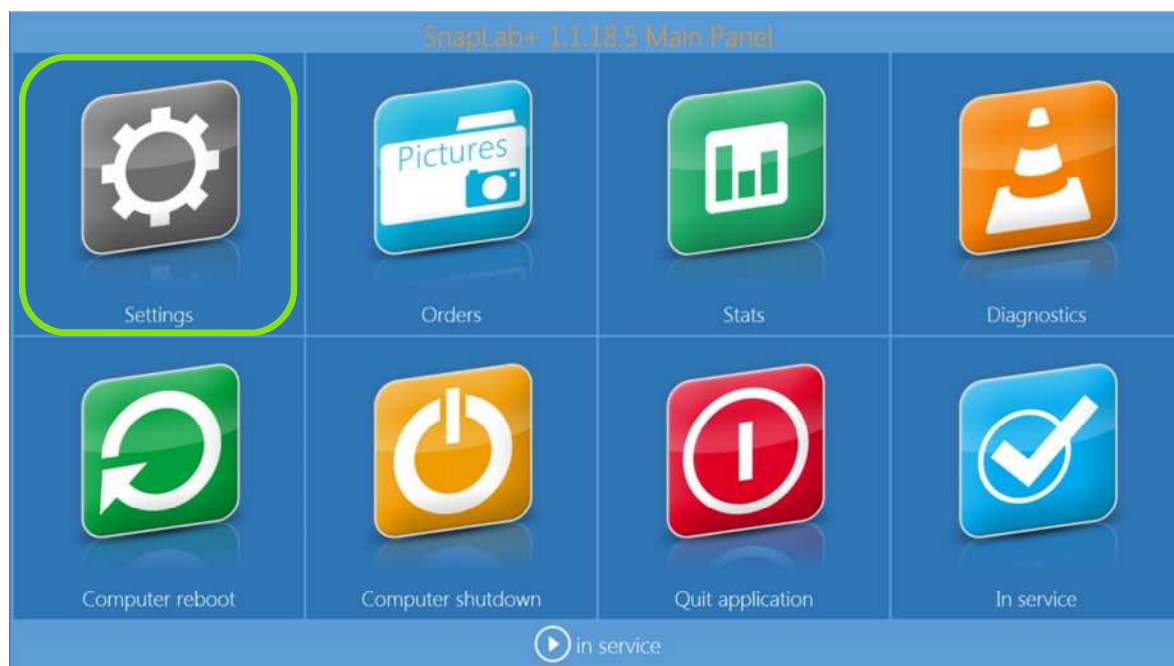 SnapLab+ 1.1.18.5 Main Panel
Pictures
Settings
Orders
Stats
Diagnostics
Computer reboot
Computer shutdown
Quit application
In service
in service